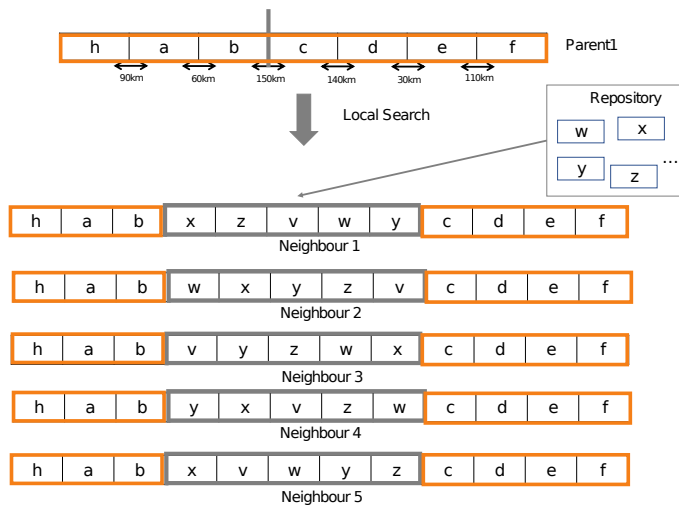 h a b c d e f Parent1
90km 60km 150km 140km 30km 110km
Local Search
Repository
w x
y z ...
h a b x z v w y c d e f
Neighbour 1
h a b w x y z v c d e f
Neighbour 2
h a b v y z w x c d e f
Neighbour 3
h a b y x v z w c d e f
Neighbour 4
h a b x v w y z c d e f
Neighbour 5